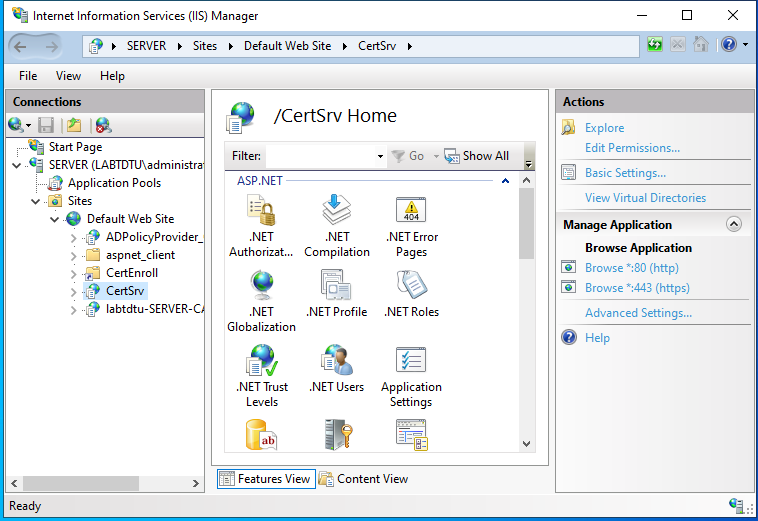 Internet Information Services (IIS) Manager
SERVER Sites Default Web Site CertSrv
File View Help
Connections
Start Page
SERVER (LABTDTU\administrat
Application Pools
Sites
Default Web Site
ADPolicyProvider_
aspnet_client
CertEnroll
CertSrv
labtdtu-SERVER-CA
/CertSrv Home
Filter: Go Show All
ASP.NET
.NET Authorizat...
.NET Compilation
404
.NET Error Pages
.NET Globalization
.NET Profile
.NET Roles
.NET Trust Levels
.NET Users
Application Settings
ab
Features View Content View
Actions
Explore
Edit Permissions...
Basic Settings...
View Virtual Directories
Manage Application
Browse Application
Browse *:80 (http)
Browse *:443 (https)
Advanced Settings...
Help
Ready